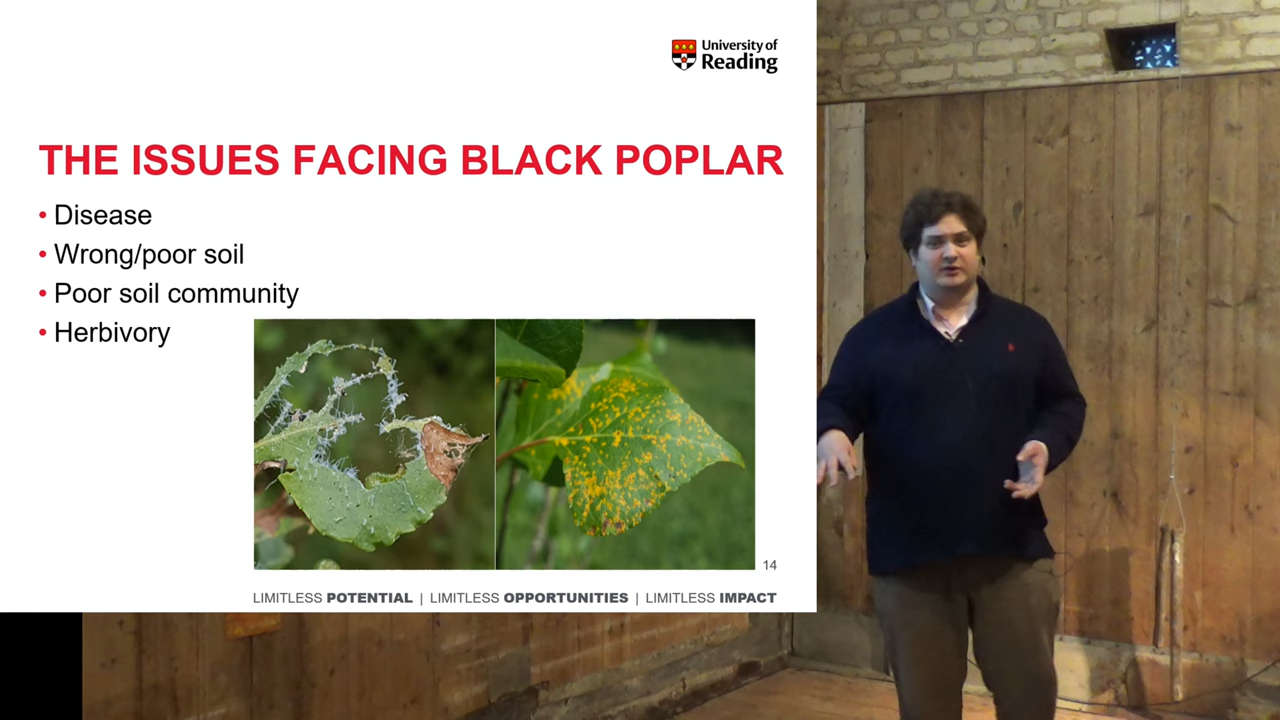 University of
Reading
THE ISSUES FACING BLACK POPLAR
• Disease
• Wrong/poor soil
• Poor soil community
• Herbivory
14
LIMITLESS POTENTIAL | LIMITLESS OPPORTUNITIES | LIMITLESS IMPACT